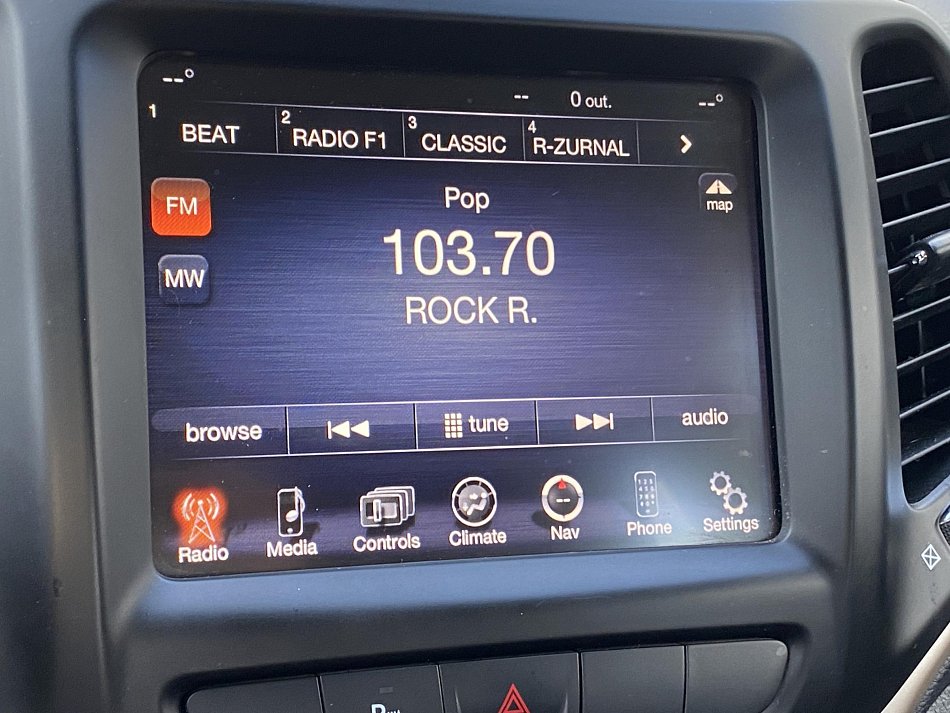 --° -- 0 out. --°
1 BEAT 2 RADIO F1 3 CLASSIC 4 R-ZURNAL
FM Pop map
103.70
MW
ROCK R.
browse tune audio
Radio Media Controls Climate Nav Phone Settings